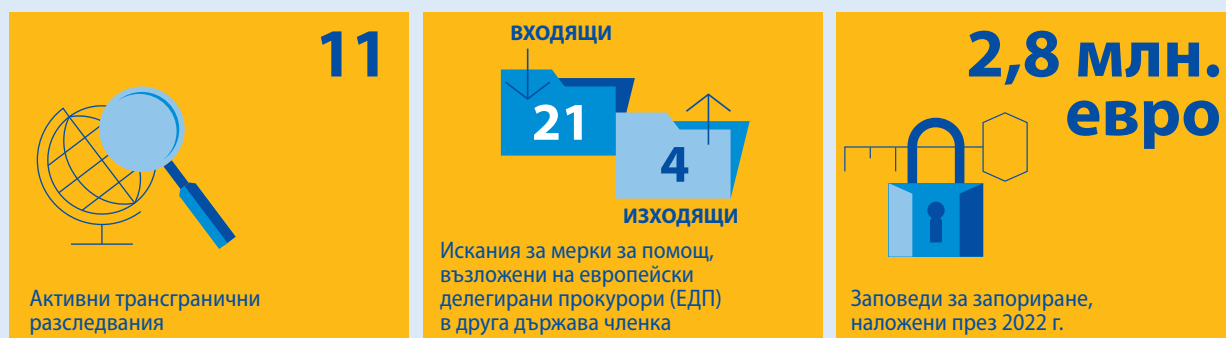 11
Активни трансгранични
разследвания
ВХОДЯЩИ
21
4
ИЗХОДЯЩИ
Искания за мерки за помощ,
възложени на европейски
делегирани прокурори (ЕДП)
в друга държава членка
2,8 млн.
евро
Заповеди за запориране,
наложени през 2022 г.